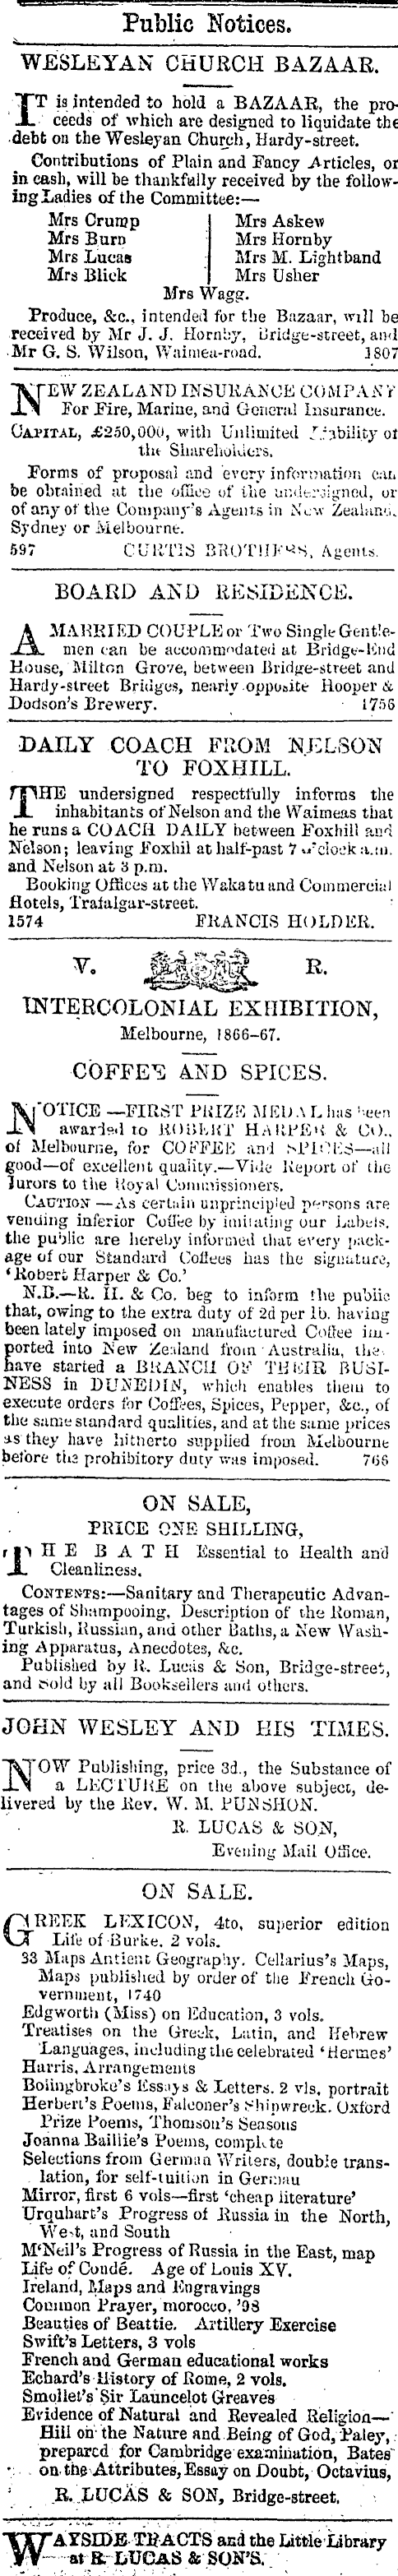 Public Notices.
WESLEYAN CHURCH BAZAAR.
IT is intended to hold a BAZAAR, the pro-
ceeds of which are designed to liquidate the
debt on the Wesleyan Church, Hardy-street.
Contributions of Plain and Fancy Articles, or
in cash, will be thankfully received by the follow-
ing Ladies of the Committee:—
Mrs Crump | Mrs Askew
Mrs Burn | Mrs Hornby
Mrs Lucas | Mrs M. Lightband
Mrs Blick | Mrs Usher
Mrs Wagg.
Produce, &c., intended for the Bazaar, will be
received by Mr J. J. Hornby, Bridge-street, and
Mr G. S. Wilson, Waimea-road. 1807
NEW ZEALAND INSURANCE COMPANY
For Fire, Marine, and General Insurance.
CAPITAL, £250,000, with Unlimited Liability of
the Shareholders.
Forms of proposal and every information can
be obtained at the office of the undersigned, or
of any of the Company's Agents in New Zealand,
Sydney or Melbourne.
597 CURTIS BROTHERS, Agents.
BOARD AND RESIDENCE.
A MARRIED COUPLE or Two Single Gentle-
men can be accommodated at Bridge-End
House, Milton Grove, between Bridge-street and
Hardy-street Bridges, nearly opposite Hooper &
Dodson's Brewery. 1756
DAILY COACH FROM NELSON
TO FOXHILL.
THE undersigned respectfully informs the
inhabitants of Nelson and the Waimeas that
he runs a COACH DAILY between Foxhill and
Nelson; leaving Foxhil at half-past 7 o'clock a.m.
and Nelson at 3 p.m.
Booking Offices at the Wakatu and Commercial
Hotels, Trafalgar-street.
1574 FRANCIS HOLDER.
V. R.
INTERCOLONIAL EXHIBITION,
Melbourne, 1866-67.
COFFEE AND SPICES.
NOTICE—FIRST PRIZE MEDAL has been
awarded to ROBERT HARPER & CO.,
of Melbourne, for COFFEE and SPICES—all
good—of excellent quality.—Vide Report of the
Jurors to the Royal Commissioners.
CAUTION—As certain unprincipled persons are
vending inferior Coffee by imitating our Labels,
the public are hereby informed that every pack-
age of our Standard Coffees has the signature,
'Robert Harper & Co.'
N.B.—R. H. & Co. beg to inform the public
that, owing to the extra duty of 2d per lb. having
been lately imposed on manufactured Coffee im-
ported into New Zealand from Australia, the
have started a BRANCH OF THEIR BUSI-
NESS in DUNEDIN, which enables them to
execute orders for Coffees, Spices, Pepper, &c., of
the same standard qualities, and at the same prices
as they have hitherto supplied from Melbourne
before the prohibitory duty was imposed. 766
ON SALE,
PRICE ONE SHILLING,
THE BATH Essential to Health and
Cleanliness.
CONTENTS:—Sanitary and Therapeutic Advan-
tages of Shampooing, Description of the Roman,
Turkish, Russian, and other Baths, a New Wash-
ing Apparatus, Anecdotes, &c.
Published by R. Lucas & Son, Bridge-street,
and sold by all Booksellers and others.
JOHN WESLEY AND HIS TIMES.
NOW Publishing, price 3d., the Substance of
a LECTURE on the above subject, de-
livered by the Rev. W. M. PUNSHON.
R. LUCAS & SON,
Evening Mail Office.
ON SALE.
GREEK LEXICON, 4to, superior edition
Life of Burke. 2 vols.
33 Maps Antient Geography. Cellarius's Maps,
Maps published by order of the French Go-
vernment, 1740
Edgworth (Miss) on Education, 3 vols.
Treatises on the Greek, Latin, and Hebrew
Languages, including the celebrated 'Hermes'
Harris, Arrangements
Bolingbroke's Essays & Letters. 2 vls, portrait
Herbert's Poems, Falconer's Shipwreck. Oxford
Prize Poems, Thomson's Seasons
Joanna Baillie's Poems, complete
Selections from German Writers, double trans-
lation, for self-tuition in German
Mirror, first 6 vols—first 'cheap literature'
Urquhart's Progress of Russia in the North,
West, and South
M'Neil's Progress of Russia in the East, map
Life of Condé. Age of Louis XV.
Ireland, Maps and Engravings
Common Prayer, morocco, '98
Beauties of Beattie. Artillery Exercise
Swift's Letters, 3 vols
French and German educational works
Echard's History of Rome, 2 vols.
Smollet's Sir Launcelot Greaves
Evidence of Natural and Revealed Religion—
Hill on the Nature and Being of God, Paley,
prepared for Cambridge examination, Bates
on the Attributes, Essay on Doubt, Octavius,
R. LUCAS & SON, Bridge-street.
WAYSIDE TRACTS and the Little Library
at R. LUCAS & SON'S.